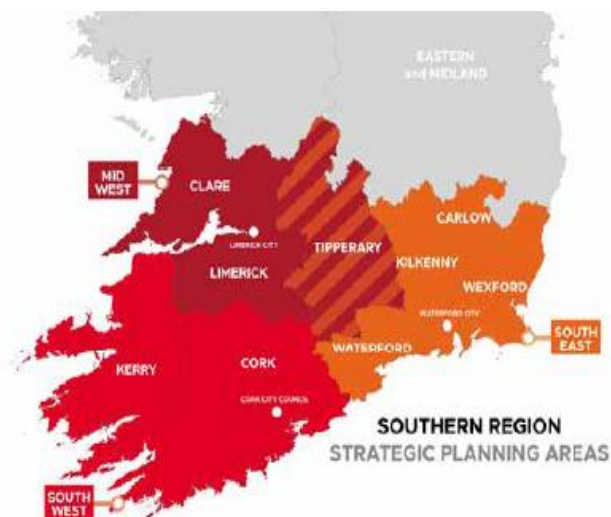 EASTERN
and MIDLAND
MID
WEST
CLARE
CARLOW
LIMERICK CITY
TIPPERARY
KILKENNY
LIMERICK
WEXFORD
WATERFORD CITY
SOUTH
EAST
WATERFORD
KERRY
CORK
CORK CITY COUNCIL
SOUTHERN REGION
STRATEGIC PLANNING AREAS
SOUTH
WEST